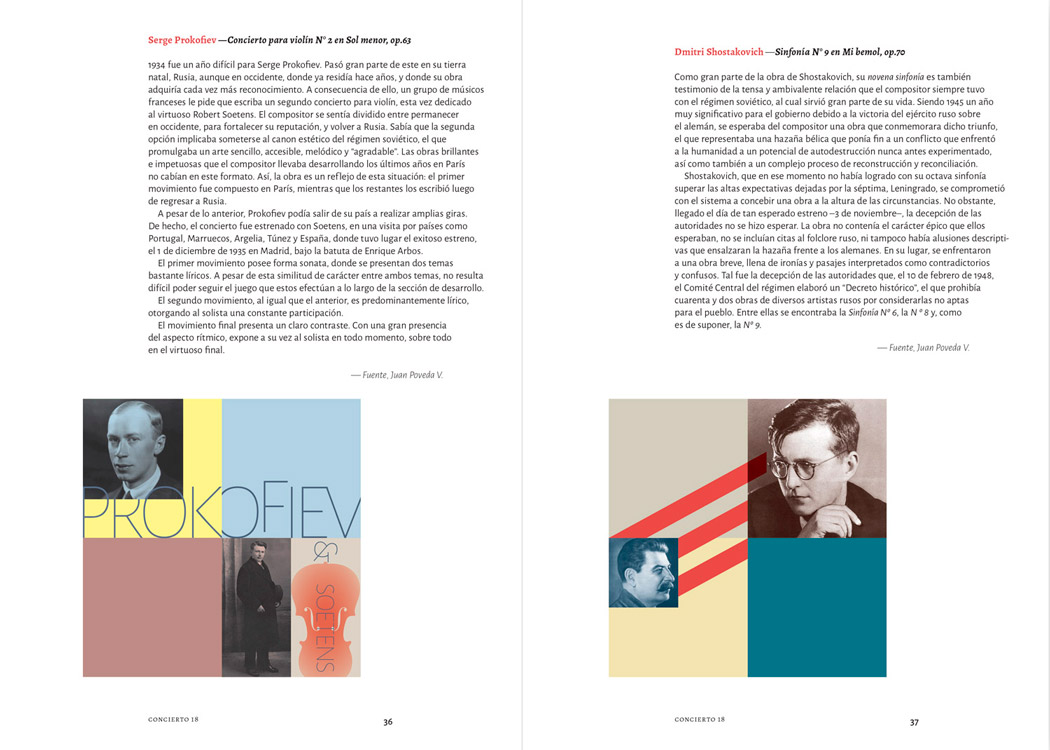 Serge Prokofiev —Concierto para violín Nº 2 en Sol menor, op.63
1934 fue un año difícil para Serge Prokofiev. Pasó gran parte de este en su tierra
natal, Rusia, aunque en occidente, donde ya residía hace años, y donde su obra
adquiría cada vez más reconocimiento. A consecuencia de ello, un grupo de músicos
franceses le pide que escriba un segundo concierto para violín, esta vez dedicado
al virtuoso Robert Soetens. El compositor se sentía dividido entre permanecer
en occidente, para fortalecer su reputación, y volver a Rusia. Sabía que la segunda
opción implicaba someterse al canon estético del régimen soviético, el que
promulgaba un arte sencillo, accesible, melódico y “agradable”. Las obras brillantes
e impetuosas que el compositor llevaba desarrollando los últimos años en París
no cabían en este formato. Así, la obra es un reflejo de esta situación: el primer
movimiento fue compuesto en París, mientras que los restantes los escribió luego
de regresar a Rusia.
A pesar de lo anterior, Prokofiev podía salir de su país a realizar amplias giras.
De hecho, el concierto fue estrenado con Soetens, en una visita por países como
Portugal, Marruecos, Argelia, Túnez y España, donde tuvo lugar el exitoso estreno,
el 1 de diciembre de 1935 en Madrid, bajo la batuta de Enrique Arbos.
El primer movimiento posee forma sonata, donde se presentan dos temas
bastante líricos. A pesar de esta similitud de carácter entre ambos temas, no resulta
difícil poder seguir el juego que estos efectúan a lo largo de la sección de desarrollo.
El segundo movimiento, al igual que el anterior, es predominantemente lírico,
otorgando al solista una constante participación.
El movimiento final presenta un claro contraste. Con una gran presencia
del aspecto rítmico, expone a su vez al solista en todo momento, sobre todo
en el virtuoso final.
— Fuente, Juan Poveda V.
PROKOFIEV
&
SOETENS
CONCIERTO 18
36
Dmitri Shostakovich —Sinfonía Nº 9 en Mi bemol, op.70
Como gran parte de la obra de Shostakovich, su novena sinfonía es también
testimonio de la tensa y ambivalente relación que el compositor siempre tuvo
con el régimen soviético, al cual sirvió gran parte de su vida. Siendo 1945 un año
muy significativo para el gobierno debido a la victoria del ejército ruso sobre
el alemán, se esperaba del compositor una obra que conmemorara dicho triunfo,
el que representaba una hazaña bélica que ponía fin a un conflicto que enfrentó
a la humanidad a un potencial de autodestrucción nunca antes experimentado,
así como también a un complejo proceso de reconstrucción y reconciliación.
Shostakovich, que en ese momento no había logrado con su octava sinfonía
superar las altas expectativas dejadas por la séptima, Leningrado, se comprometió
con el sistema a concebir una obra a la altura de las circunstancias. No obstante,
llegado el día de tan esperado estreno –3 de noviembre–, la decepción de las
autoridades no se hizo esperar. La obra no contenía el carácter épico que ellos
esperaban, no se incluían citas al folclore ruso, ni tampoco había alusiones descripti-
vas que ensalzaran la hazaña frente a los alemanes. En su lugar, se enfrentaron
a una obra breve, llena de ironías y pasajes interpretados como contradictorios
y confusos. Tal fue la decepción de las autoridades que, el 10 de febrero de 1948,
el Comité Central del régimen elaboró un “Decreto histórico”, el que prohibía
cuarenta y dos obras de diversos artistas rusos por considerarlas no aptas
para el pueblo. Entre ellas se encontraba la Sinfonía Nº 6, la N º 8 y, como
es de suponer, la Nº 9.
— Fuente, Juan Poveda V.
CONCIERTO 18
37